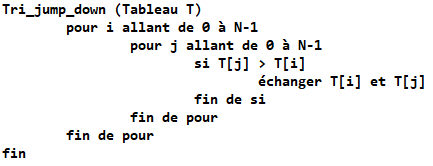 Tri_jump_down (Tableau T)
pour i allant de 0 à N-1
pour j allant de 0 à N-1
si T[j] > T[i]
échanger T[i] et T[j]
fin de si
fin de pour
fin de pour
fin